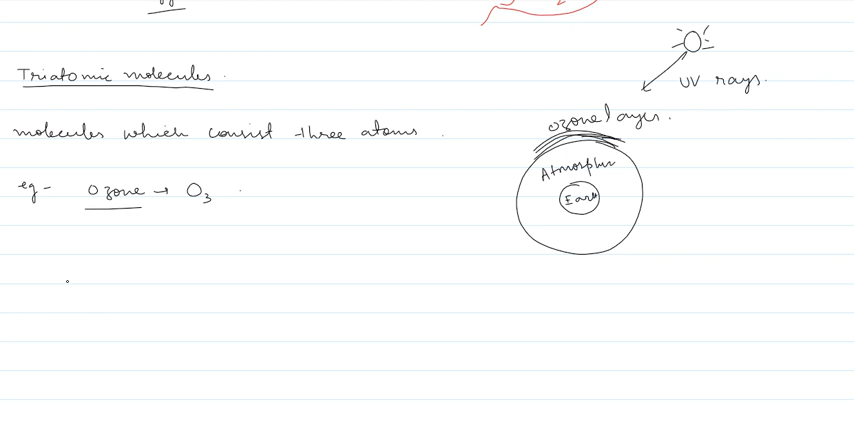 Triatomic molecules.
UV rays.
Ozone layer.
molecules which consist three atoms.
Atmosphere
eg - Ozone → O3
Earth